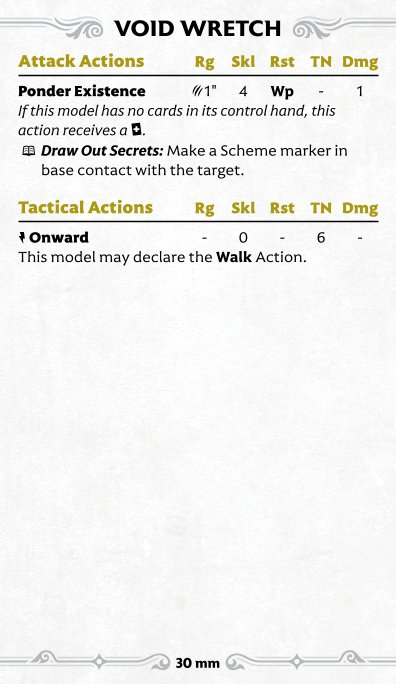 VOID WRETCH
Attack Actions Rg Skl Rst TN Dmg
Ponder Existence 1" 4 Wp - 1
If this model has no cards in its control hand, this
action receives a .
Draw Out Secrets: Make a Scheme marker in
base contact with the target.
Tactical Actions Rg Skl Rst TN Dmg
Onward - 0 - 6 -
This model may declare the Walk Action.
30 mm